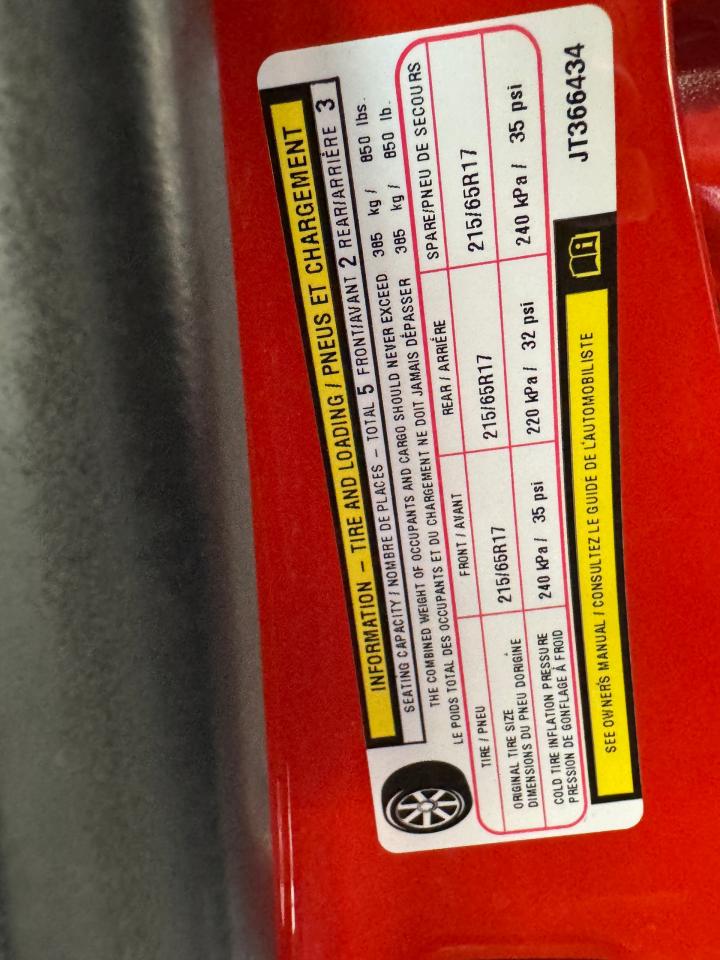 INFORMATION – TIRE AND LOADING / PNEUS ET CHARGEMENT
SEATING CAPACITY / NOMBRE DE PLACES – TOTAL 5 FRONT/AVANT 2 REAR/ARRIÈRE 3
THE COMBINED WEIGHT OF OCCUPANTS AND CARGO SHOULD NEVER EXCEED 385 kg / 850 lbs.
LE POIDS TOTAL DES OCCUPANTS ET DU CHARGEMENT NE DOIT JAMAIS DÉPASSER 385 kg / 850 lb.
TIRE / PNEU FRONT / AVANT REAR / ARRIÈRE SPARE/PNEU DE SECOURS
ORIGINAL TIRE SIZE
DIMENSIONS DU PNEU DORIGINE 215/65R17 215/65R17 215/65R17
COLD TIRE INFLATION PRESSURE
PRESSION DE GONFLAGE À FROID 240 kPa / 35 psi 220 kPa / 32 psi 240 kPa / 35 psi
SEE OWNER'S MANUAL / CONSULTEZ LE GUIDE DE L'AUTOMOBILISTE
JT366434